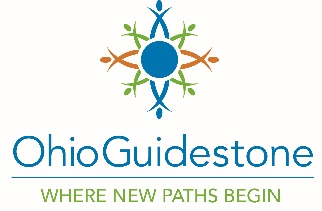 OhioGuidestone
WHERE NEW PATHS BEGIN